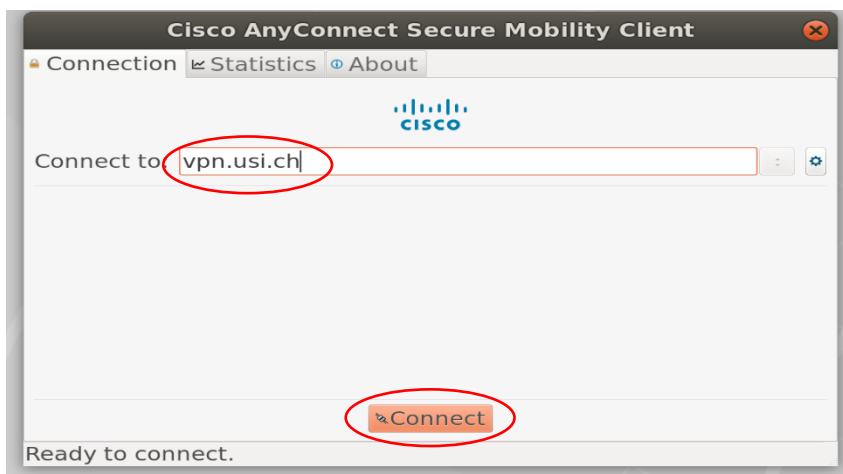 Cisco AnyConnect Secure Mobility Client
Connection Statistics About
CISCO
Connect to: vpn.usi.ch
Connect
Ready to connect.